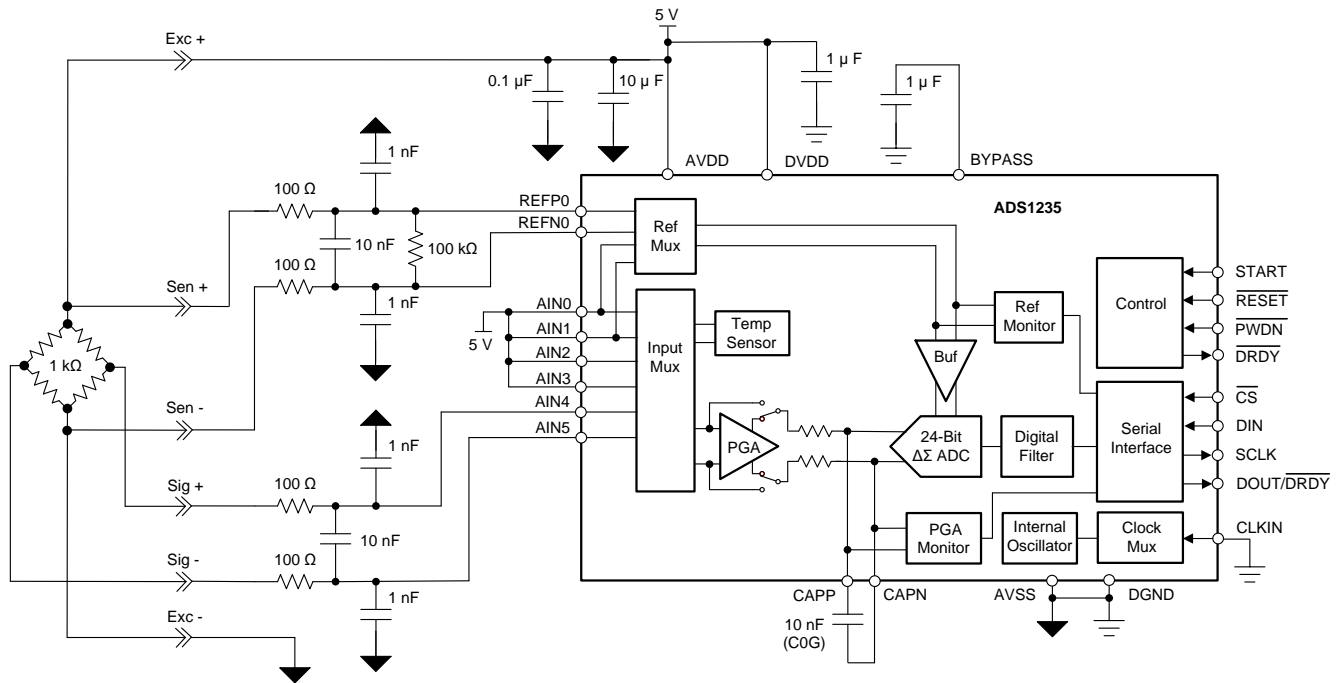 5 V
Exc +
0.1 µF
10 µ F
1 µ F
1 µ F
AVDD
DVDD
BYPASS
1 nF
100 Ω
REFP0
REFN0
ADS1235
Ref
Mux
10 nF
100 kΩ
100 Ω
START
Sen +
1 nF
Control
RESET
AIN0
5 V
AIN1
AIN2
AIN3
AIN4
AIN5
Input
Mux
Temp
Sensor
Ref
Monitor
PWDN
DRDY
Buf
1 kΩ
Sen -
CS
1 nF
PGA
24-Bit
ΔΣ ADC
Digital
Filter
Serial
Interface
DIN
SCLK
DOUT/DRDY
Sig +
100 Ω
10 nF
PGA
Monitor
Internal
Oscillator
Clock
Mux
CLKIN
Sig -
100 Ω
1 nF
CAPP
CAPN
AVSS
DGND
Exc -
10 nF
(C0G)